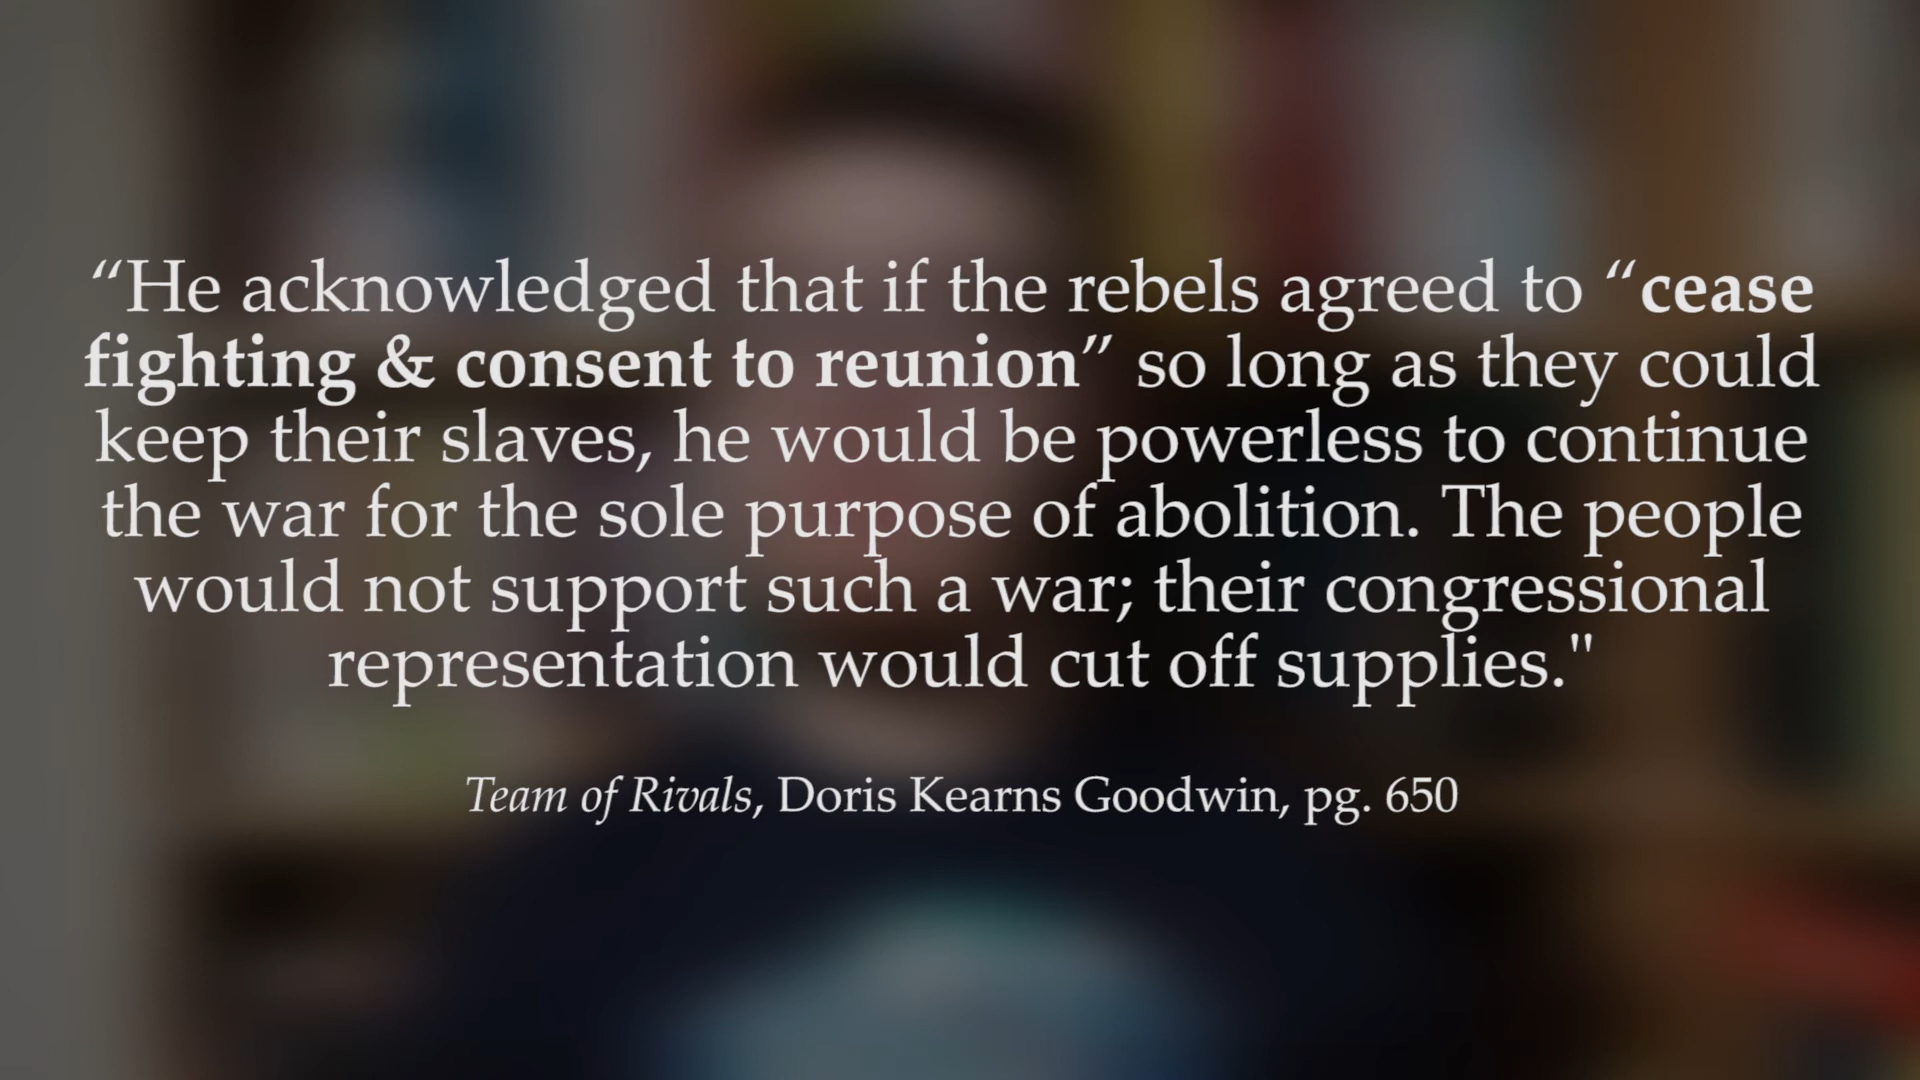 “He acknowledged that if the rebels agreed to “cease
fighting & consent to reunion” so long as they could
keep their slaves, he would be powerless to continue
the war for the sole purpose of abolition. The people
would not support such a war; their congressional
representation would cut off supplies."
Team of Rivals, Doris Kearns Goodwin, pg. 650